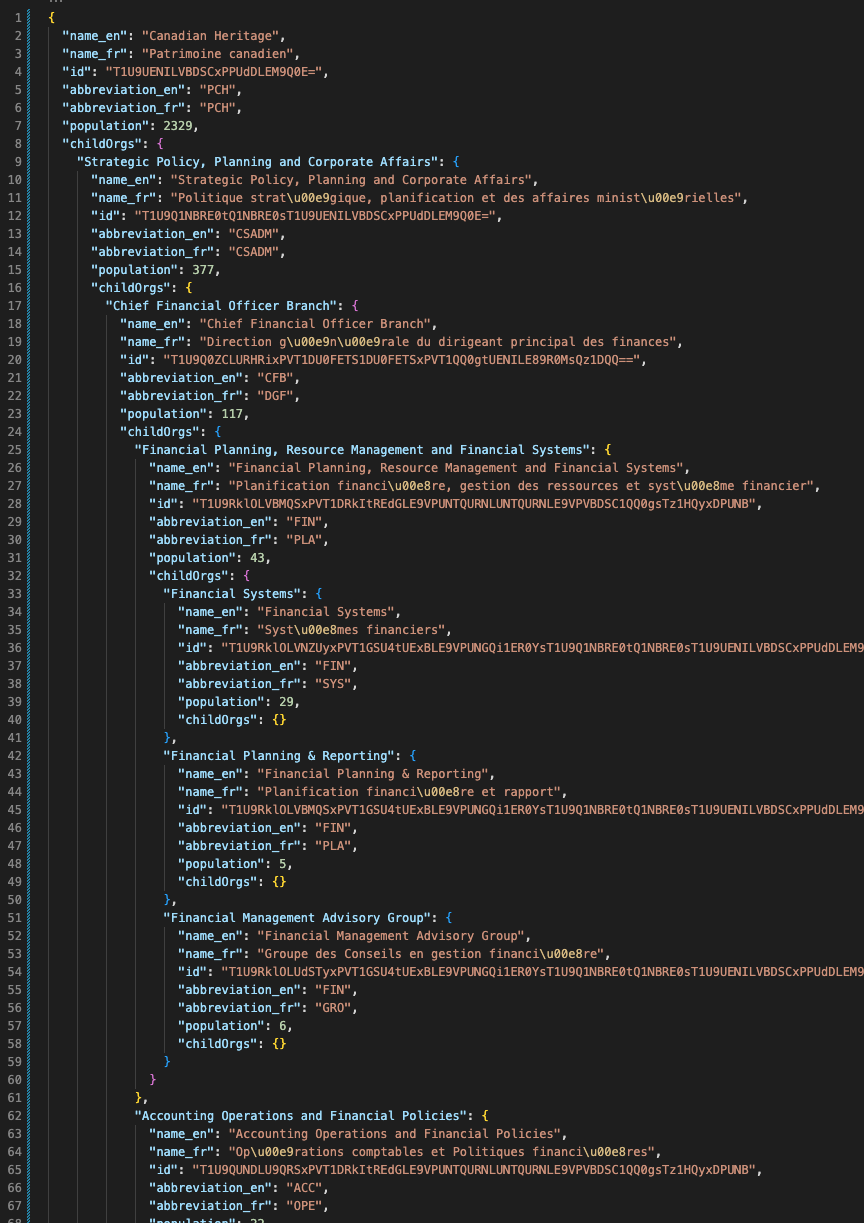 1 {
2 "name_en": "Canadian Heritage",
3 "name_fr": "Patrimoine canadien",
4 "id": "T1U9UENILVBDSCxPPUdDLEM9Q0E=",
5 "abbreviation_en": "PCH",
6 "abbreviation_fr": "PCH",
7 "population": 2329,
8 "childOrgs": {
9 "Strategic Policy, Planning and Corporate Affairs": {
10 "name_en": "Strategic Policy, Planning and Corporate Affairs",
11 "name_fr": "Politique strat\u00e9gique, planification et des affaires minist\u00e9rielles",
12 "id": "T1U9Q1NBRE0tQ1NBRE0sT1U9UENILVBDSCxPPUdDLEM9Q0E=",
13 "abbreviation_en": "CSADM",
14 "abbreviation_fr": "CSADM",
15 "population": 377,
16 "childOrgs": {
17 "Chief Financial Officer Branch": {
18 "name_en": "Chief Financial Officer Branch",
19 "name_fr": "Direction g\u00e9n\u00e9rale du dirigeant principal des finances",
20 "id": "T1U9Q0ZCLURHRixPVT1DU0FETS1DU0FETSxPVT1QQ0gtUENILE89R0MsQz1DQQ==",
21 "abbreviation_en": "CFB",
22 "abbreviation_fr": "DGF",
23 "population": 117,
24 "childOrgs": {
25 "Financial Planning, Resource Management and Financial Systems": {
26 "name_en": "Financial Planning, Resource Management and Financial Systems",
27 "name_fr": "Planification financi\u00e8re, gestion des ressources et syst\u00e8me financier",
28 "id": "T1U9RklOLVBMQSxPVT1DRkItREdGLE9VPUNTQURNLUNTQURNLE9VPVBDSC1QQ0gsTz1HQyxDPUNB",
29 "abbreviation_en": "FIN",
30 "abbreviation_fr": "PLA",
31 "population": 43,
32 "childOrgs": {
33 "Financial Systems": {
34 "name_en": "Financial Systems",
35 "name_fr": "Syst\u00e8mes financiers",
36 "id": "T1U9RklOLVNZUyxPVT1GSU4tUExBLE9VPUNGQi1ER0YsT1U9Q1NBRE0tQ1NBRE0sT1U9UENILVBDSCxPPUdDLEM9
37 "abbreviation_en": "FIN",
38 "abbreviation_fr": "SYS",
39 "population": 29,
40 "childOrgs": {}
41 },
42 "Financial Planning & Reporting": {
43 "name_en": "Financial Planning & Reporting",
44 "name_fr": "Planification financi\u00e8re et rapport",
45 "id": "T1U9RklOLVBMQSxPVT1GSU4tUExBLE9VPUNGQi1ER0YsT1U9Q1NBRE0tQ1NBRE0sT1U9UENILVBDSCxPPUdDLEM9
46 "abbreviation_en": "FIN",
47 "abbreviation_fr": "PLA",
48 "population": 5,
49 "childOrgs": {}
50 },
51 "Financial Management Advisory Group": {
52 "name_en": "Financial Management Advisory Group",
53 "name_fr": "Groupe des Conseils en gestion financi\u00e8re",
54 "id": "T1U9RklOLUdSTyxPVT1GSU4tUExBLE9VPUNGQi1ER0YsT1U9Q1NBRE0tQ1NBRE0sT1U9UENILVBDSCxPPUdDLEM9
55 "abbreviation_en": "FIN",
56 "abbreviation_fr": "GRO",
57 "population": 6,
58 "childOrgs": {}
59 }
60 }
61 },
62 "Accounting Operations and Financial Policies": {
63 "name_en": "Accounting Operations and Financial Policies",
64 "name_fr": "Op\u00e9rations comptables et Politiques financi\u00e8res",
65 "id": "T1U9QUNDLU9QRSxPVT1DRkItREdGLE9VPUNTQURNLUNTQURNLE9VPVBDSC1QQ0gsTz1HQyxDPUNB",
66 "abbreviation_en": "ACC",
67 "abbreviation_fr": "OPE",